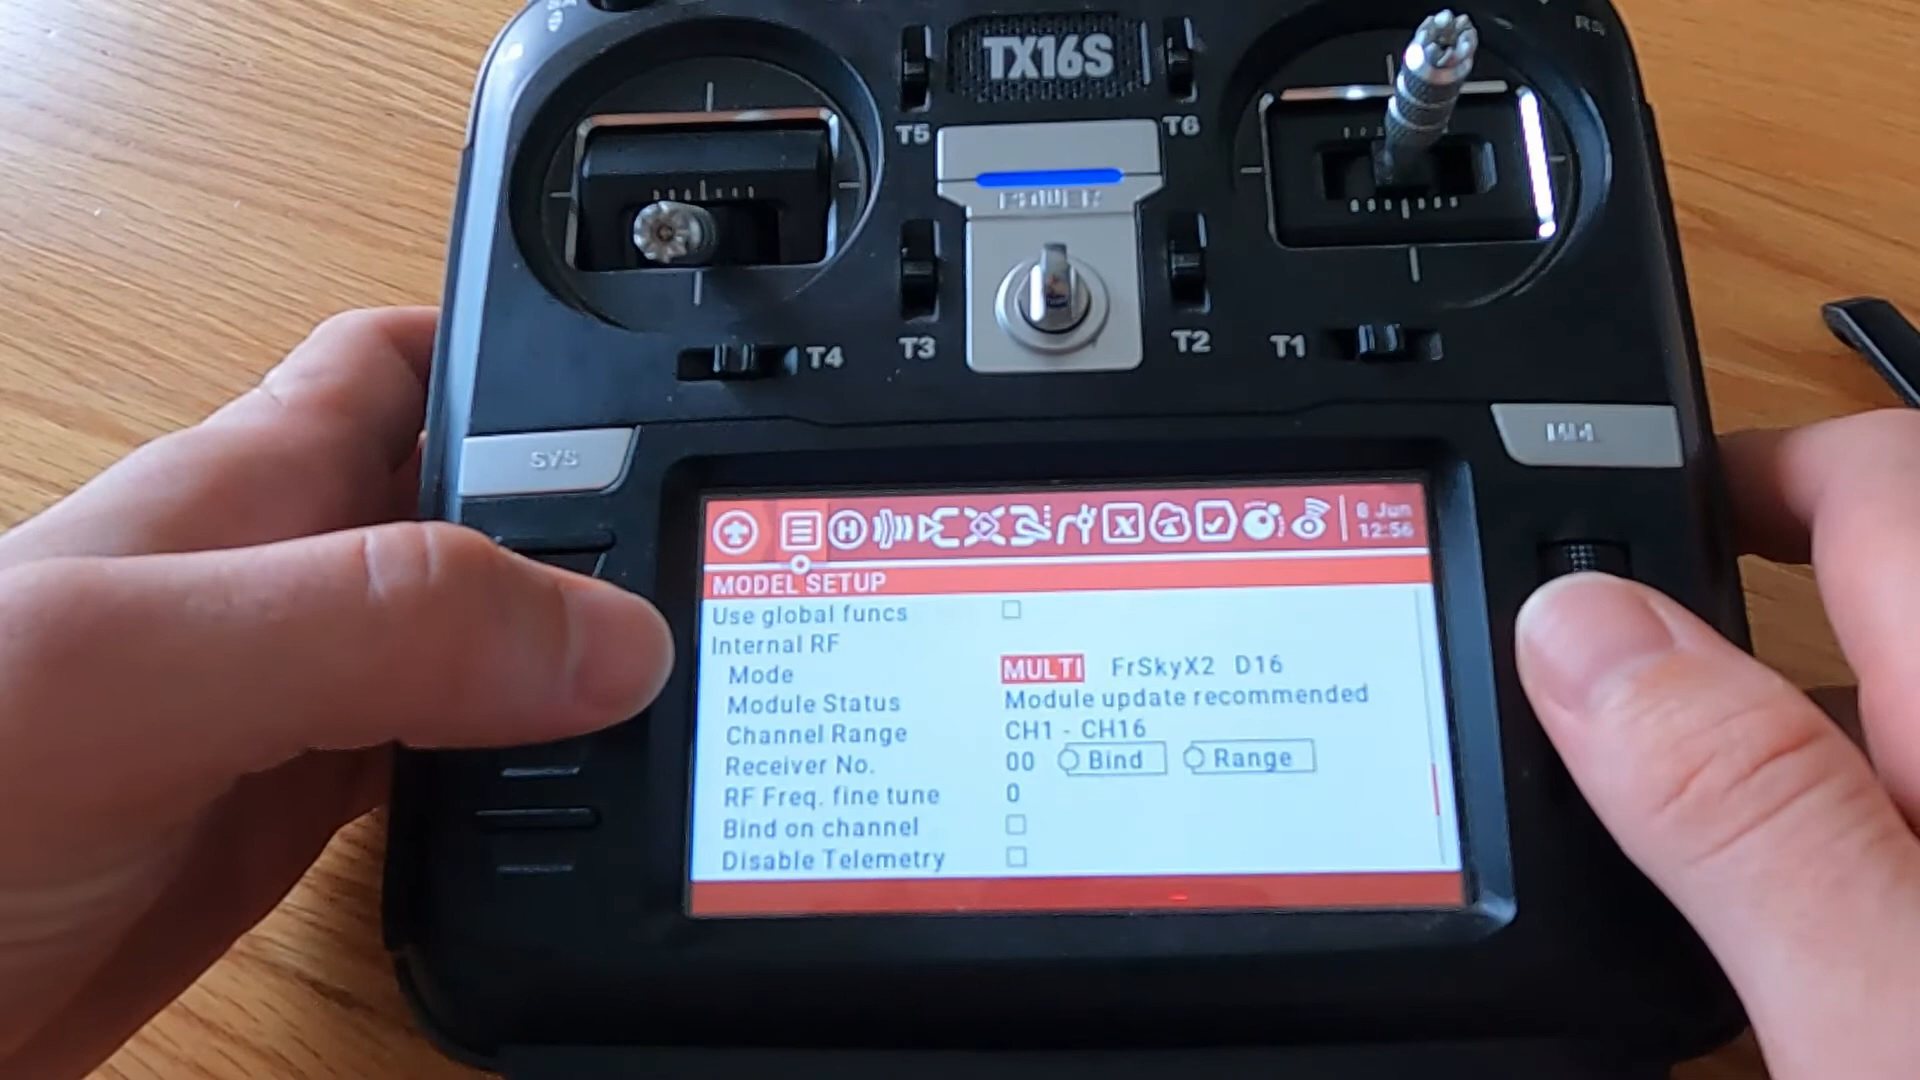 TX16S
T5
T6
POWER
T3
T2
T4
T1
SYS
MDL
8 Jun
12:56
MODEL SETUP
Use global funcs
Internal RF
Mode MULTI FrSkyX2 D16
Module Status Module update recommended
Channel Range CH1 - CH16
Receiver No. 00 Bind Range
RF Freq. fine tune 0
Bind on channel
Disable Telemetry